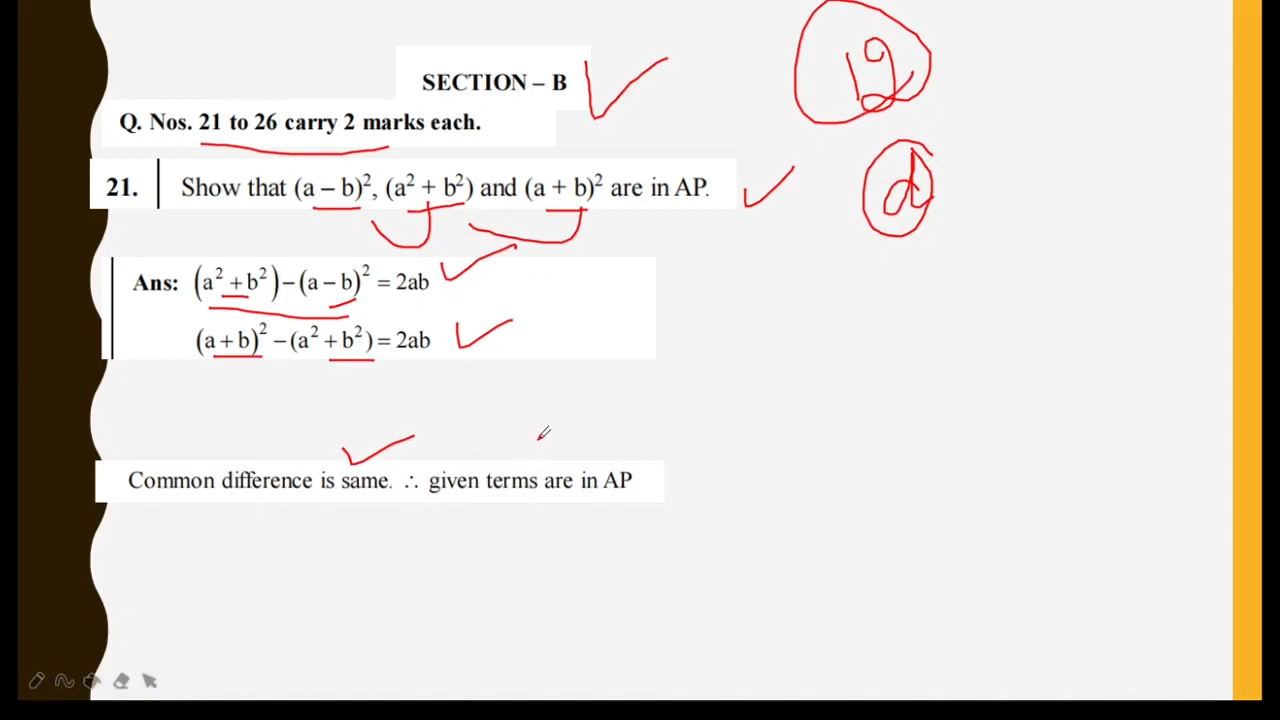 SECTION – B
Q. Nos. 21 to 26 carry 2 marks each.
21. Show that (a – b)², (a² + b²) and (a + b)² are in AP.
Ans: (a² + b²) – (a – b)² = 2ab
(a + b)² – (a² + b²) = 2ab
Common difference is same. ∴ given terms are in AP
d